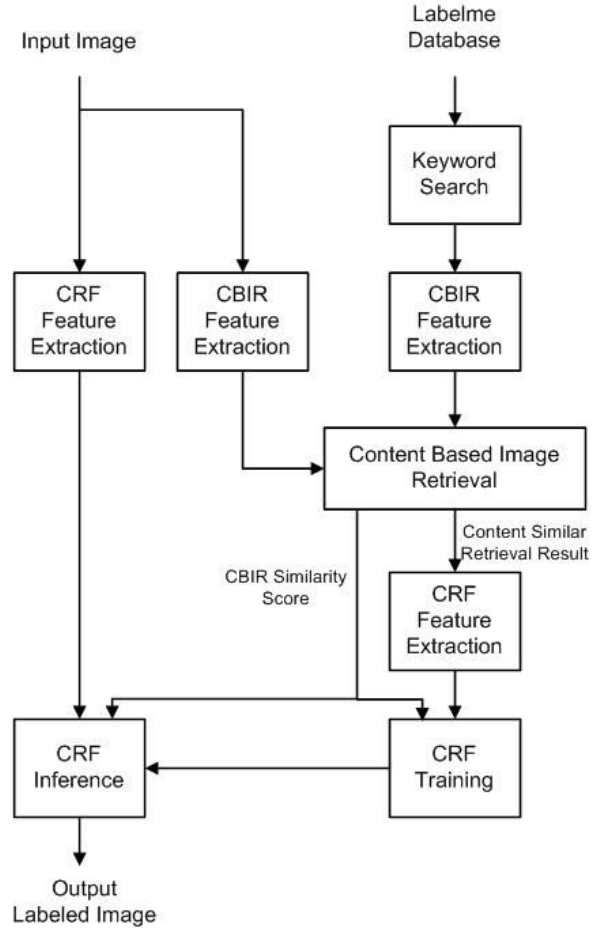 Input Image
Labelme
Database
Keyword
Search
CRF
Feature
Extraction
CBIR
Feature
Extraction
CBIR
Feature
Extraction
Content Based Image
Retrieval
Content Similar
Retrieval Result
CBIR Similarity
Score
CRF
Feature
Extraction
CRF
Inference
CRF
Training
Output
Labeled Image